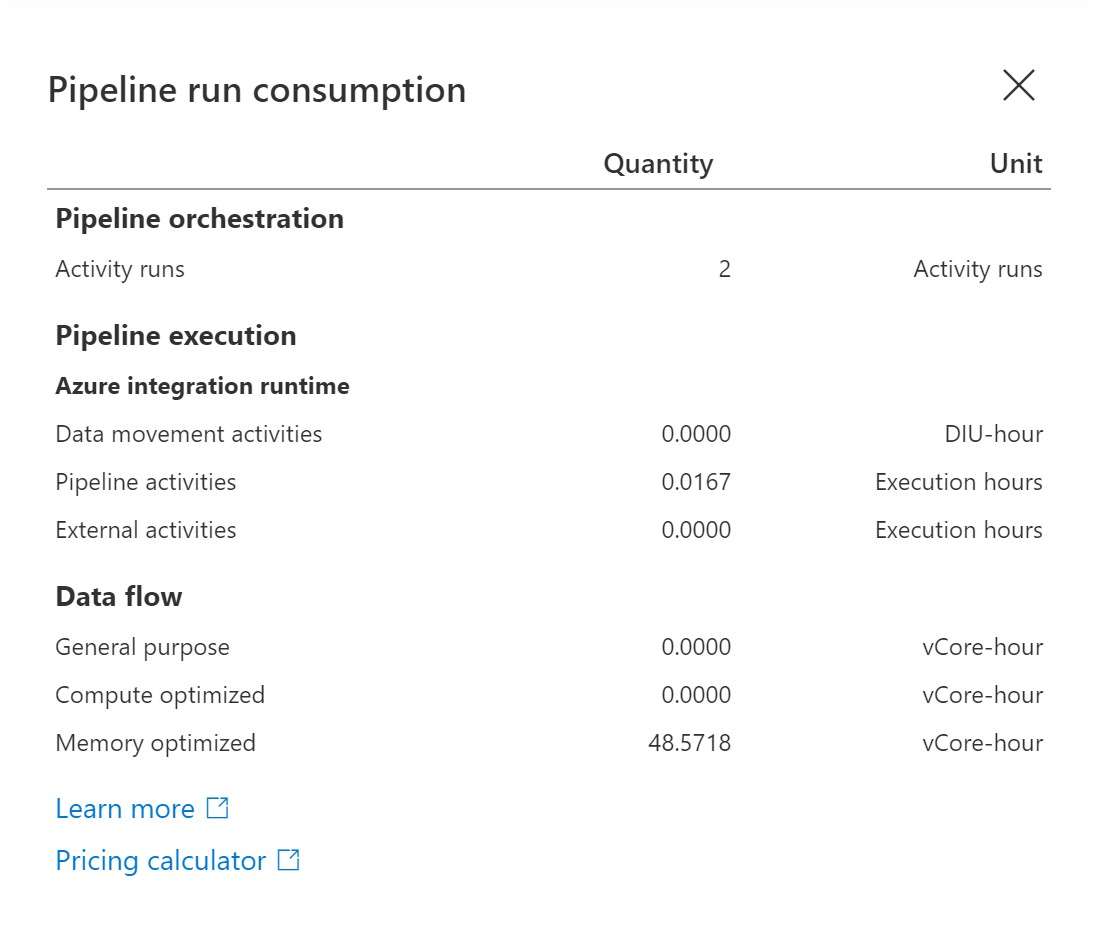 Pipeline run consumption
Quantity Unit
Pipeline orchestration
Activity runs 2 Activity runs
Pipeline execution
Azure integration runtime
Data movement activities 0.0000 DIU-hour
Pipeline activities 0.0167 Execution hours
External activities 0.0000 Execution hours
Data flow
General purpose 0.0000 vCore-hour
Compute optimized 0.0000 vCore-hour
Memory optimized 48.5718 vCore-hour
Learn more
Pricing calculator